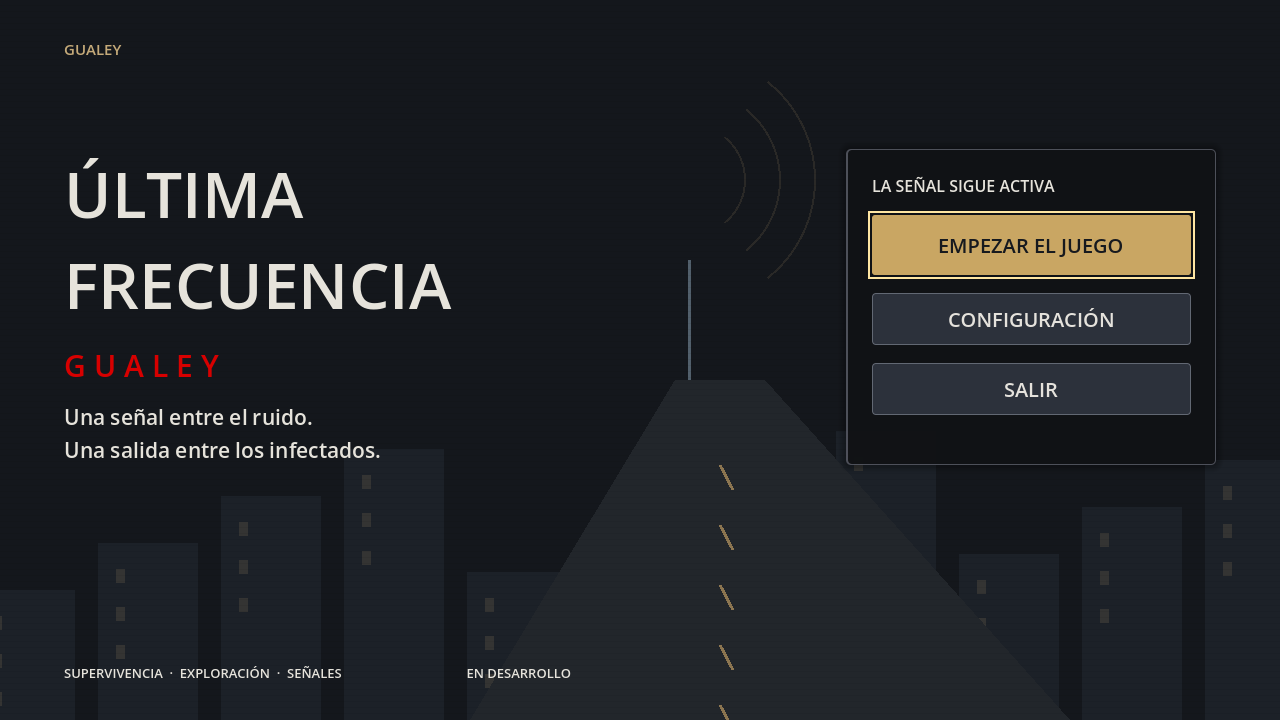 GUALEY
ÚLTIMA
FRECUENCIA
GUALEY
Una señal entre el ruido.
Una salida entre los infectados.
LA SEÑAL SIGUE ACTIVA
EMPEZAR EL JUEGO
CONFIGURACIÓN
SALIR
SUPERVIVENCIA · EXPLORACIÓN · SEÑALES
EN DESARROLLO